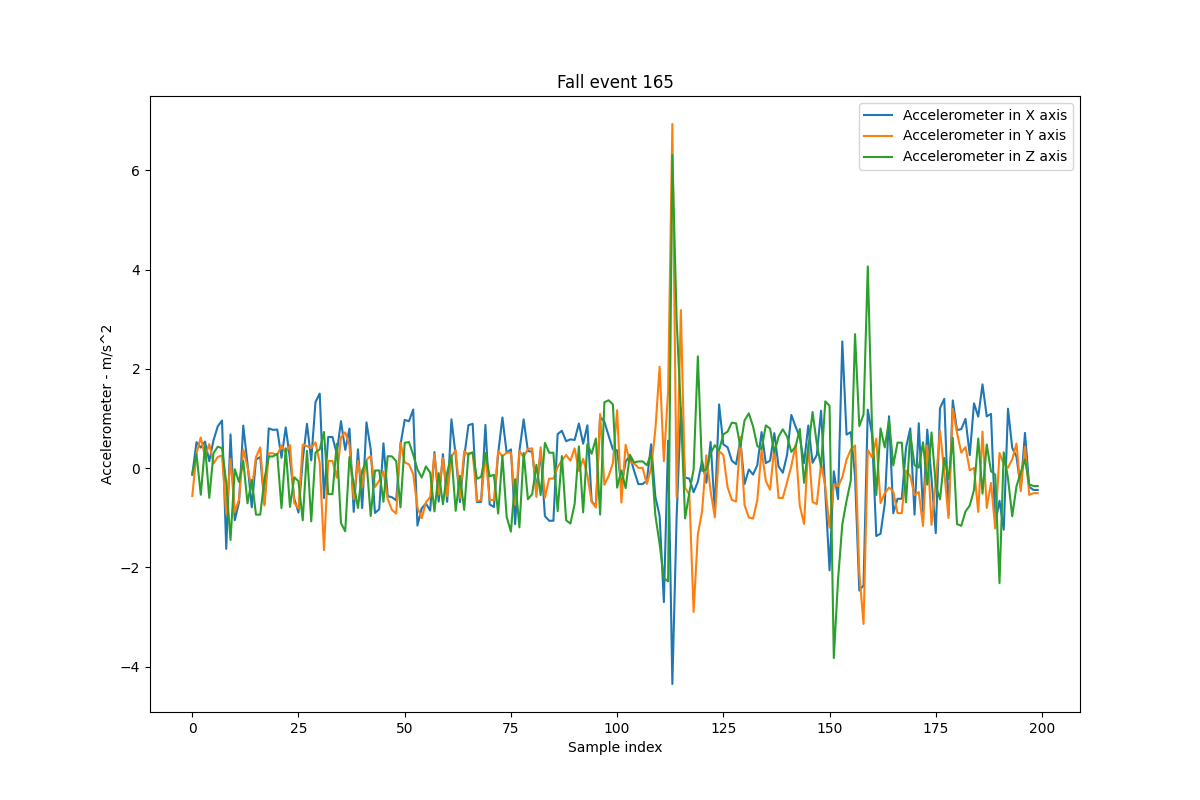 Fall event 165
Accelerometer in X axis
Accelerometer in Y axis
Accelerometer in Z axis
Accelerometer - m/s^2
6
4
2
0
−2
−4
0 25 50 75 100 125 150 175 200
Sample index